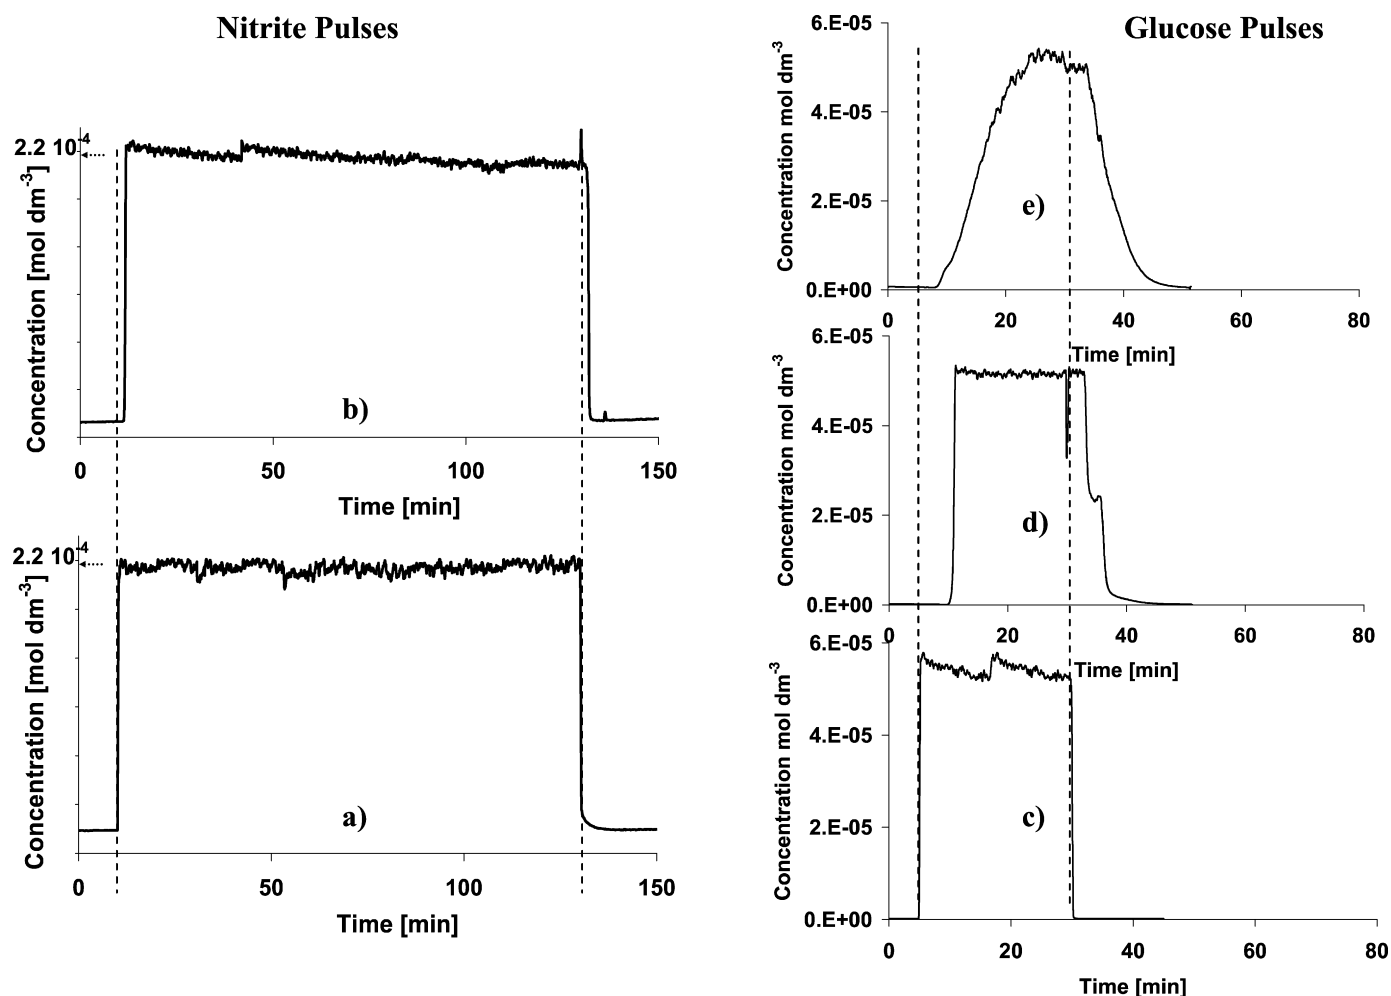 Nitrite Pulses
Glucose Pulses
2.2 10-4
Concentration [mol dm-3]
b)
0 50 100 150
Time [min]
2.2 10-4
Concentration [mol dm-3]
a)
0 50 100 150
Time [min]
Concentration mol dm-3
6.E-05
4.E-05
2.E-05
0.E+00
e)
0 20 40 60 80
Time [min]
Concentration mol dm-3
6.E-05
4.E-05
2.E-05
0.E+00
d)
0 20 40 60 80
Time [min]
Concentration mol dm-3
6.E-05
4.E-05
2.E-05
0.E+00
c)
0 20 40 60 80
Time [min]